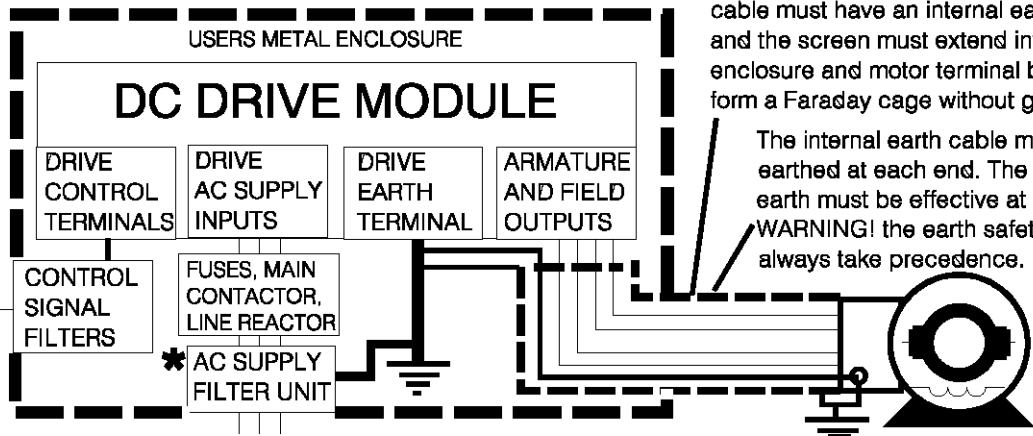 cable must have an internal
and the screen must extend
enclosure and motor terminal
form a Faraday cage without
USERS METAL ENCLOSURE
DC DRIVE MODULE
The internal earth cable
earthed at each end. The
earth must be effective at
WARNING! the earth safety
always take precedence.
DRIVE
CONTROL
TERMINALS
DRIVE
AC SUPPLY
INPUTS
DRIVE
EARTH
TERMINAL
ARMATURE
AND FIELD
OUTPUTS
CONTROL
SIGNAL
FILTERS
FUSES, MAIN
CONTACTOR,
LINE REACTOR
* AC SUPPLY
FILTER UNIT